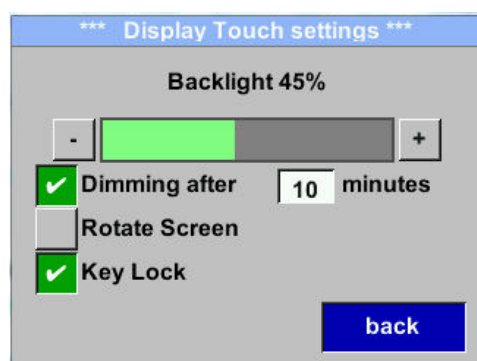 *** Display Touch settings ***
Backlight 45%
- +
Dimming after 10 minutes
Rotate Screen
Key Lock
back